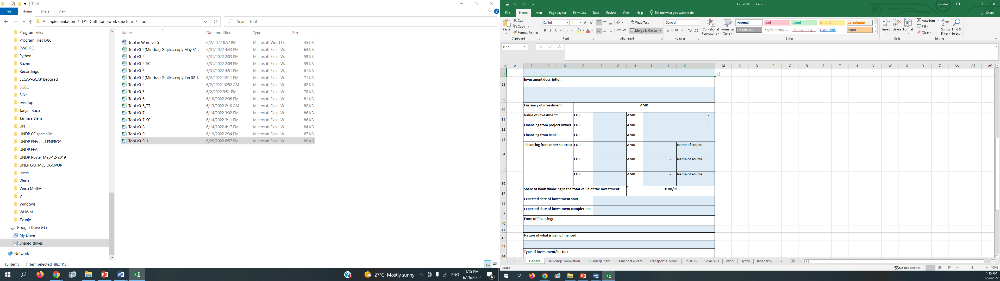 Tool
File Home Share View
« Implementation > D1-Draft framework structure > Tool
Search Tool
Program Files
Program Files (x86)
PWC IFC
Python
Razno
Recordings
SECAP-GCAP Beograd
SGBC
Slike
swsetup
Tanja i Kaca
Tarifni sistem
UN
UNDP CC specialist
UNDP ENV and ENERGY
UNDP FEA
UNDP Roster May-12-2019
UNEP GCF MOJ UGOVOR
Users
Vinca
Vinca MottM
VT
Windows
WUWM
Zvanje
Google Drive (G:)
My Drive
Shared drives
Network
Name Date modified Type Size
Tool in Word v0-5 6/2/2022 8:57 PM Microsoft Word D... 45 KB
Tool v0-2(Miodrag Grujić's copy May 31 ... 5/31/2022 4:43 PM Microsoft Excel W... 64 KB
Tool v0-2 5/31/2022 2:03 PM Microsoft Excel W... 59 KB
Tool v0-2-SCL 5/31/2022 2:09 PM Microsoft Excel W... 59 KB
Tool v0-3 5/31/2022 4:51 PM Microsoft Excel W... 61 KB
Tool v0-4(Miodrag Grujić's copy Jun 02 1... 6/2/2022 12:11 PM Microsoft Excel W... 71 KB
Tool v0-4 6/2/2022 10:52 AM Microsoft Excel W... 62 KB
Tool v0-5 6/2/2022 9:51 PM Microsoft Excel W... 70 KB
Tool v0-6 6/10/2022 2:08 PM Microsoft Excel W... 81 KB
Tool v0-6_TT 6/13/2022 2:10 AM Microsoft Excel W... 82 KB
Tool v0-7 6/14/2022 3:02 PM Microsoft Excel W... 86 KB
Tool v0-7-SCL 6/14/2022 3:11 PM Microsoft Excel W... 86 KB
Tool v0-8 6/14/2022 4:17 PM Microsoft Excel W... 84 KB
Tool v0-9 6/19/2022 2:34 PM Microsoft Excel W... 87 KB
Tool v0-9-1 6/25/2022 6:57 PM Microsoft Excel W... 89 KB
15 items 1 item selected 88.7 KB
27°C Mostly sunny ENG 1:15 PM
6/26/2022 4
Tool v0-9-1 - Excel miodrag
File Home Insert Page Layout Formulas Data Review View Help Tell me what you want to do Share
Paste Cut Copy Format Painter Clipboard
Calibri 11 B I U Font
Wrap Text Merge & Center Alignment
General $ % Number
Conditional Formatting Format as Table
Normal Bad Good Neutral Calculation
Check Cell Explanatory ... Followed Hy... Hyperlink Input
Styles
Insert Delete Format Cells
AutoSum Fill Clear Sort & Filter Find & Select Editing
B27 fx
A B C D E F G H I J K L M N O P Q R S T U V W X Y Z AA AB AC
27
28 Investment description:
29
30 Currency of investment AMD
31 Value of investment: EUR AMD -
32 Financing from project owner EUR AMD -
33 Financing from bank EUR AMD -
34 Financing from other sources: EUR AMD - Name of source
35 EUR AMD - Name of source
36 EUR AMD - Name of source
37 Share of bank financing in the total value of the investment: #DIV/0!
38 Expected date of investment start:
39 Expected date of investment completion:
40 Form of financing:
41
42 Nature of what is being financed:
43
44 Type of investment/sector:
General Buildings-renovation Buildings-new Transport e-cars Transport e-buses Solar PV Solar WH Wind Hydro Bioenergy G ...
Ready Display Settings 100%
1:15 PM
6/26/2022